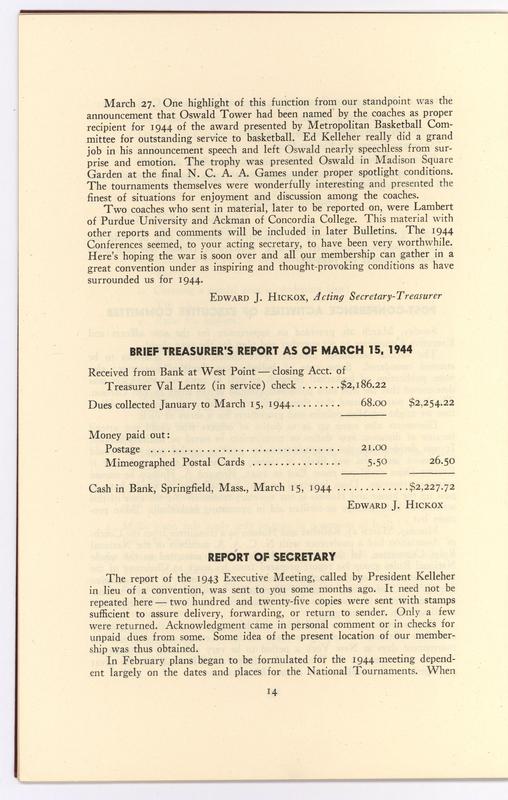 March 27. One highlight of this function from our standpoint was the
announcement that Oswald Tower had been named by the coaches as proper
recipient for 1944 of the award presented by Metropolitan Basketball Com-
mittee for outstanding service to basketball. Ed Kelleher really did a grand
job in his announcement speech and left Oswald nearly speechless from sur-
prise and emotion. The trophy was presented Oswald in Madison Square
Garden at the final N. C. A. A. Games under proper spotlight conditions.
The tournaments themselves were wonderfully interesting and presented the
finest of situations for enjoyment and discussion among the coaches.
Two coaches who sent in material, later to be reported on, were Lambert
of Purdue University and Ackman of Concordia College. This material with
other reports and comments will be included in later Bulletins. The 1944
Conferences seemed, to your acting secretary, to have been very worthwhile.
Here's hoping the war is soon over and all our membership can gather in a
great convention under as inspiring and thought-provoking conditions as have
surrounded us for 1944.
EDWARD J. HICKOX, Acting Secretary-Treasurer
BRIEF TREASURER'S REPORT AS OF MARCH 15, 1944
Received from Bank at West Point — closing Acct. of
Treasurer Val Lentz (in service) check .......$2,186.22
Dues collected January to March 15, 1944......... 68.00 $2,254.22
Money paid out:
Postage .................................. 21.00
Mimeographed Postal Cards ................ 5.50 26.50
Cash in Bank, Springfield, Mass., March 15, 1944 .............$2,227.72
EDWARD J. HICKOX
REPORT OF SECRETARY
The report of the 1943 Executive Meeting, called by President Kelleher
in lieu of a convention, was sent to you some months ago. It need not be
repeated here — two hundred and twenty-five copies were sent with stamps
sufficient to assure delivery, forwarding, or return to sender. Only a few
were returned. Acknowledgment came in personal comment or in checks for
unpaid dues from some. Some idea of the present location of our member-
ship was thus obtained.
In February plans began to be formulated for the 1944 meeting depend-
ent largely on the dates and places for the National Tournaments. When
14